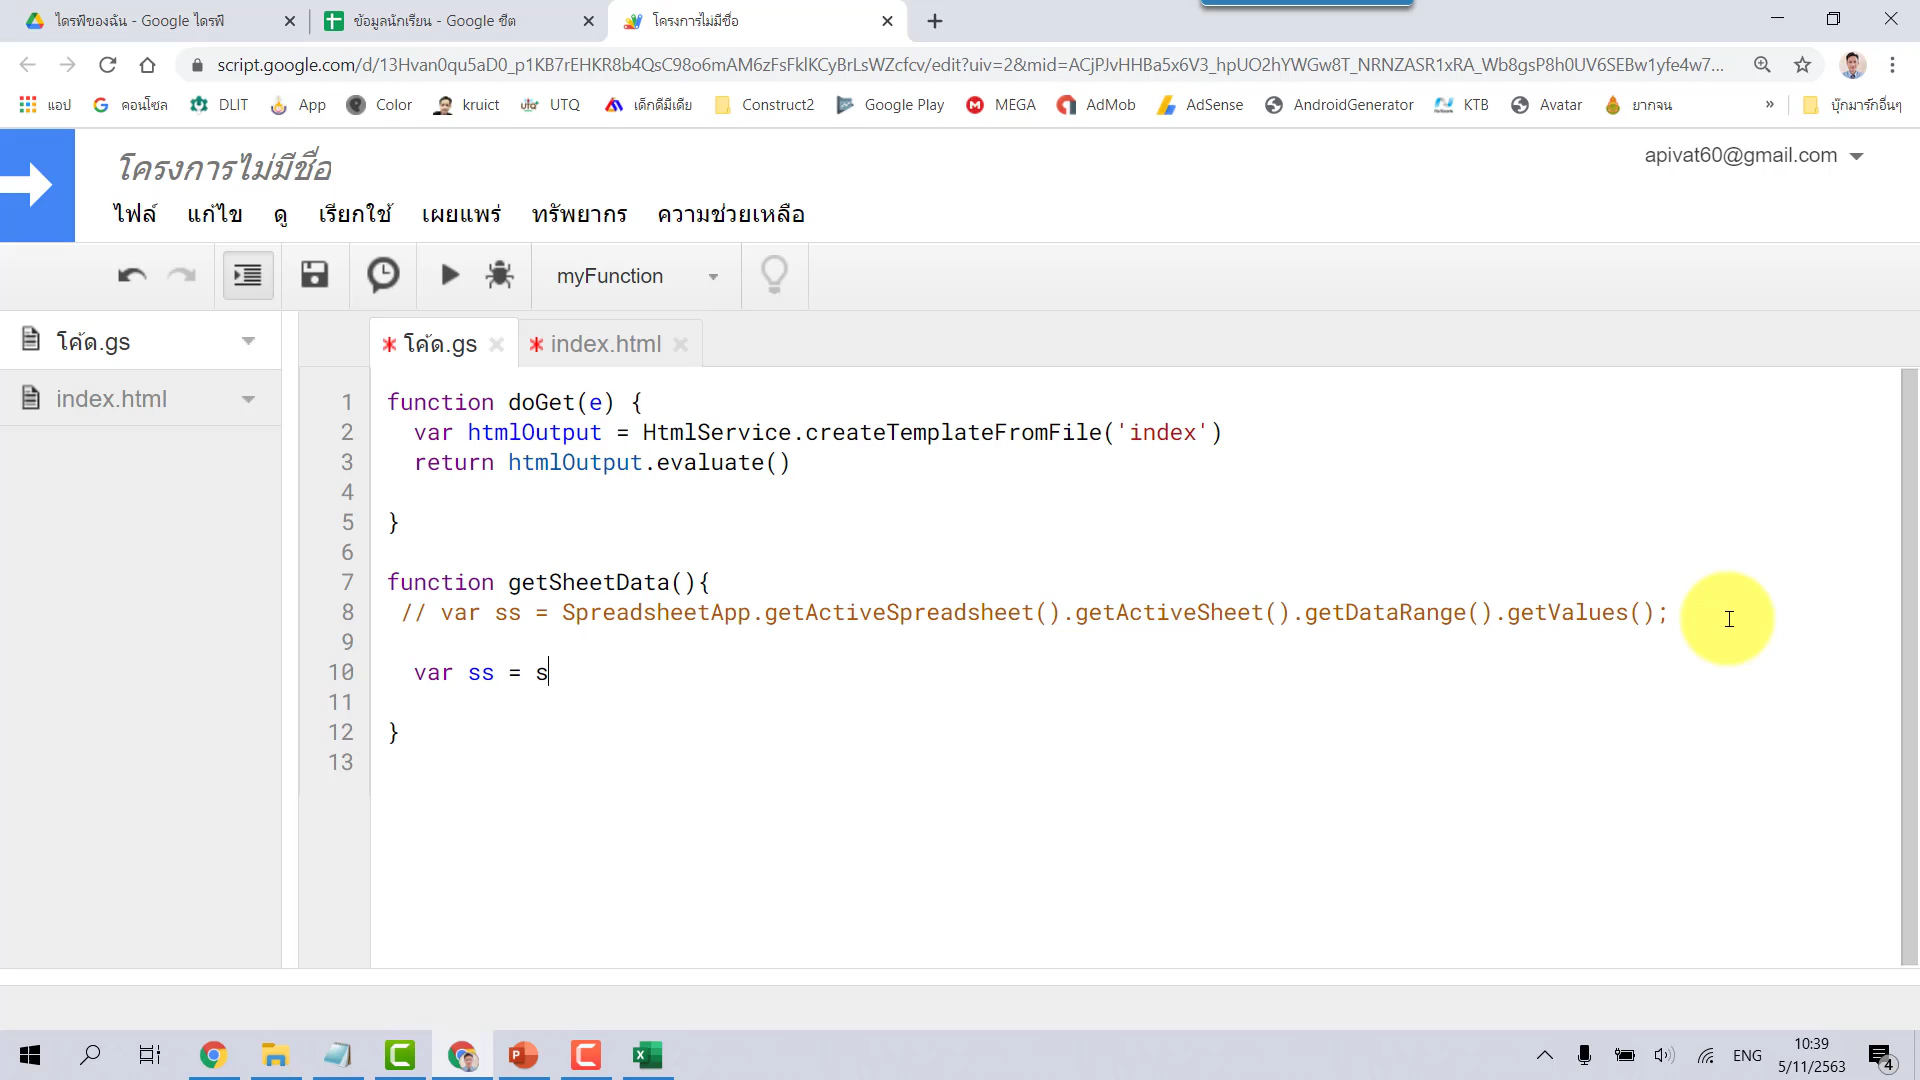 ไดรฟ์ของฉัน - Google ไดรฟ์
ข้อมูลนักเรียน - Google ชีต
โครงการไม่มีชื่อ
script.google.com/d/13Hvan0qu5aD0_p1KB7rEHKR8b4QsC98o6mAM6zFsFklKCyBrLsWZcfcv/edit?uiv=2&mid=ACjPJvHHBa5x6V3_hpUO2hYWGw8T_NRNZASR1xRA_Wb8gsP8h0UV6SEBw1yfe4w7...
แอป
คอนโซล
DLIT
App
Color
kruict
UTQ
เด็กดีมีเดีย
Construct2
Google Play
MEGA
AdMob
AdSense
AndroidGenerator
KTB
Avatar
ยากจน
»
บุ๊กมาร์กอื่นๆ
โครงการไม่มีชื่อ
apivat60@gmail.com
ไฟล์ แก้ไข ดู เรียกใช้ เผยแพร่ ทรัพยากร ความช่วยเหลือ
myFunction
โค้ด.gs
index.html
* โค้ด.gs
* index.html
1 function doGet(e) {
2 var htmlOutput = HtmlService.createTemplateFromFile('index')
3 return htmlOutput.evaluate()
4
5 }
6
7 function getSheetData(){
8 // var ss = SpreadsheetApp.getActiveSpreadsheet().getActiveSheet().getDataRange().getValues();
9
10 var ss = s
11
12 }
13
ENG
10:39
5/11/2563
4